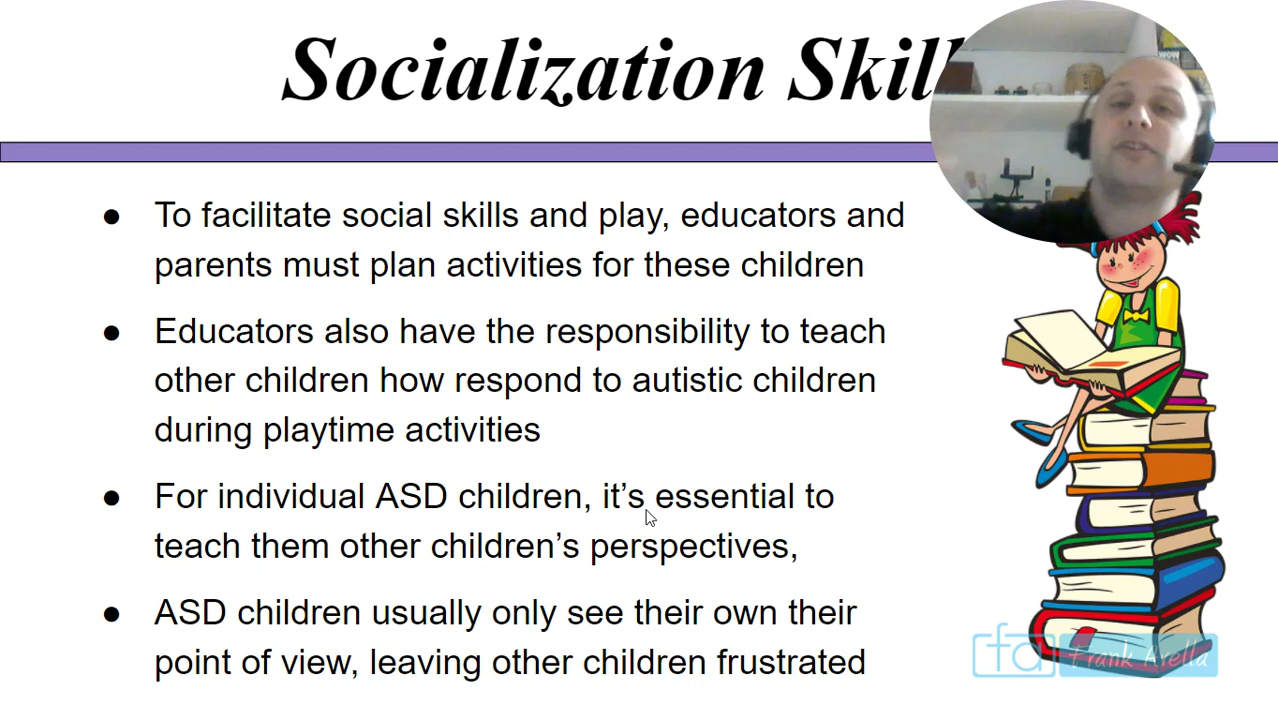 Socialization Skill
● To facilitate social skills and play, educators and
parents must plan activities for these children
● Educators also have the responsibility to teach
other children how respond to autistic children
during playtime activities
● For individual ASD children, it’s essential to
teach them other children’s perspectives,
● ASD children usually only see their own their
point of view, leaving other children frustrated
WOW
fa Frank Arella